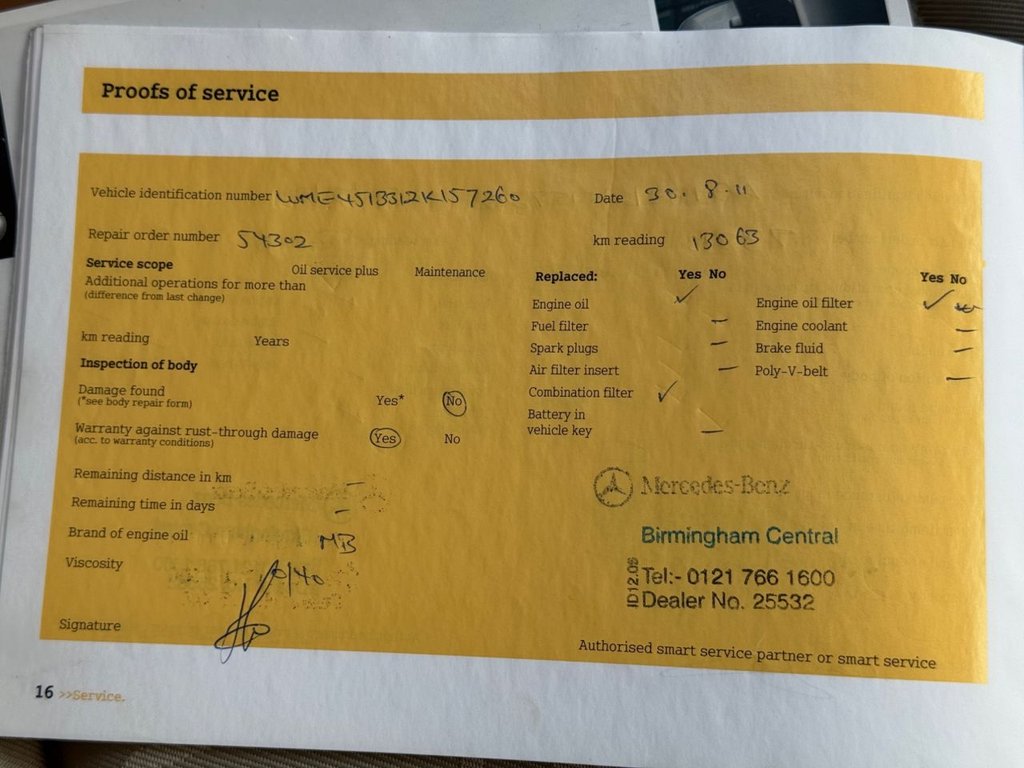 Proofs of service
Vehicle identification number WME4513312K157260
Date 30.8.11
Repair order number 54302
km reading 13063
Service scope
Oil service plus Maintenance
Additional operations for more than
(difference from last change)
km reading Years
Inspection of body
Damage found
(*see body repair form)
Yes* No
Warranty against rust-through damage
(acc. to warranty conditions)
Yes No
Remaining distance in km –
Remaining time in days –
Brand of engine oil MB
Viscosity 0/40
Signature
Replaced: Yes No
Engine oil ✓
Fuel filter –
Spark plugs –
Air filter insert –
Combination filter ✓
Battery in
vehicle key –
Yes No
Engine oil filter ✓
Engine coolant –
Brake fluid –
Poly-V-belt –
Mercedes-Benz
Birmingham Central
Tel:- 0121 766 1600
Dealer No. 25532
ID12.06
Authorised smart service partner or smart service
16 >>Service.